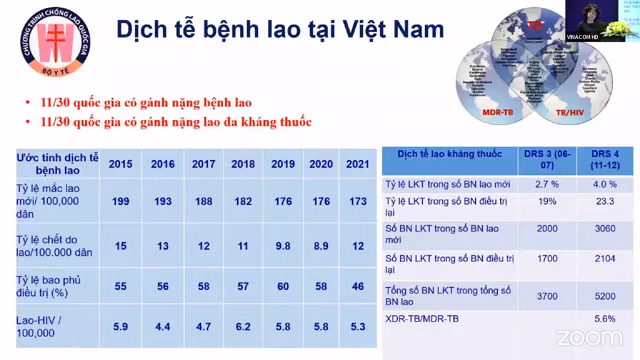 CHƯƠNG TRÌNH CHỐNG LAO QUỐC GIA
BỘ Y TẾ
Dịch tễ bệnh lao tại Việt Nam
VINACOM HD
TB
MDR-TB
TB/HIV
• 11/30 quốc gia có gánh nặng bệnh lao
• 11/30 quốc gia có gánh nặng lao đa kháng thuốc
Ước tính dịch tễ bệnh lao 2015 2016 2017 2018 2019 2020 2021
Tỷ lệ mắc lao mới/ 100,000 dân 199 193 188 182 176 176 173
Tỷ lệ chết do lao/100.000 dân 15 13 12 11 9.8 8.9 12
Tỷ lệ bao phủ điều trị (%) 55 56 58 57 60 58 46
Lao-HIV / 100,000 5.9 4.4 4.7 6.2 5.8 5.8 5.3
Dịch tễ lao kháng thuốc DRS 3 (06-07) DRS 4 (11-12)
Tỷ lệ LKT trong số BN lao mới 2.7 % 4.0 %
Tỷ lệ LKT trong số BN điều trị lại 19% 23.3
Số BN LKT trong số BN lao mới 2000 3060
Số BN LKT trong số BN điều trị lại 1700 2104
Tổng số BN LKT trong tổng số BN lao 3700 5200
XDR-TB/MDR-TB 5.6%
zoom